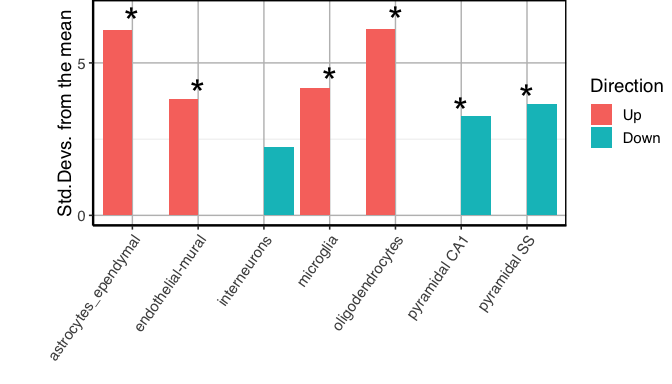 Std.Devs. from the mean
5
0
* * * * * *
astrocytes_ependymal
endothelial-mural
interneurons
microglia
oligodendrocytes
pyramidal CA1
pyramidal SS
Direction
Up
Down